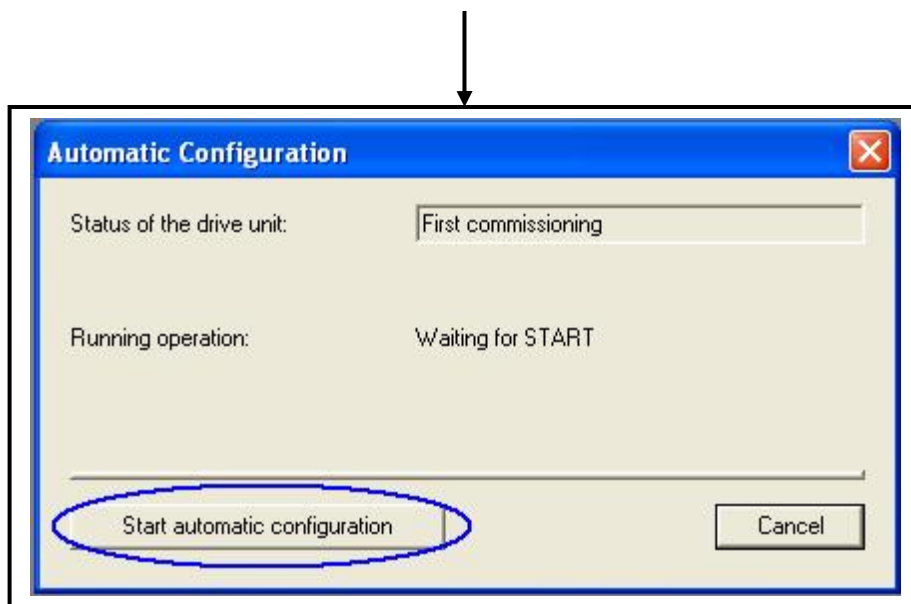 Automatic Configuration
Status of the drive unit: First commissioning
Running operation: Waiting for START
Start automatic configuration Cancel